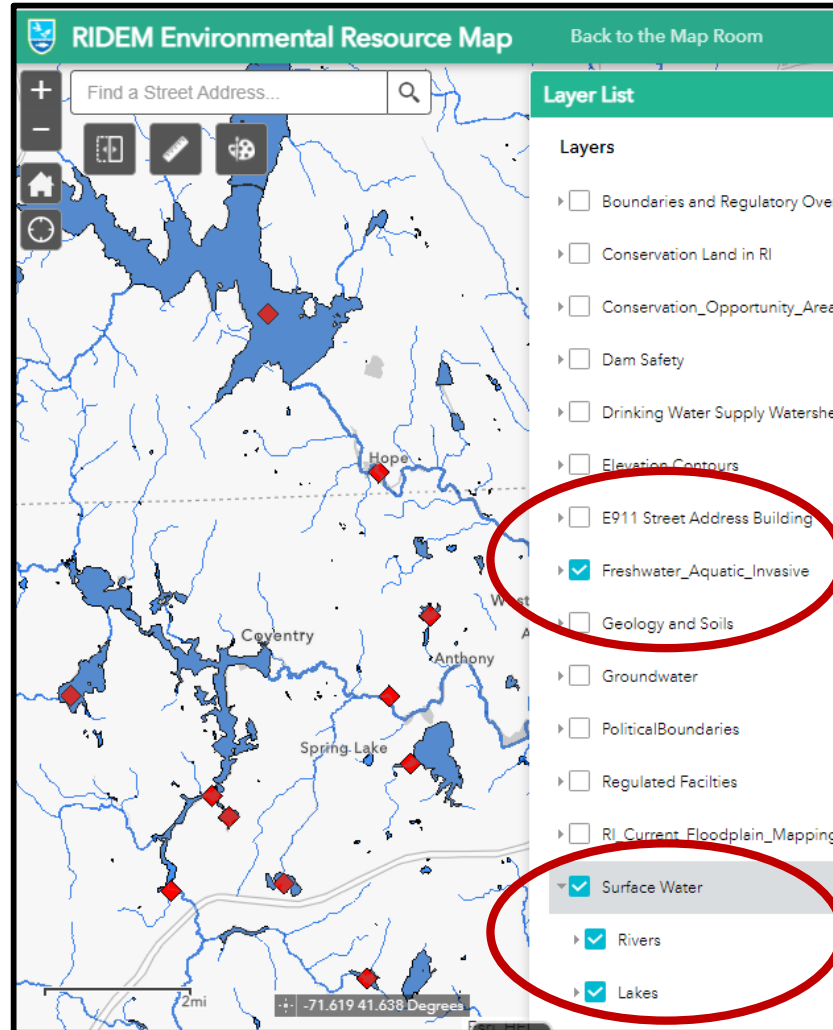 RIDEM Environmental Resource Map
Back to the Map Room
+
Find a Street Address...
−
Layer List
Layers
Boundaries and Regulatory Over
Conservation Land in RI
Conservation_Opportunity_Area
Dam Safety
Drinking Water Supply Watershe
Elevation Contours
E911 Street Address Building
Freshwater_Aquatic_Invasive
Geology and Soils
Groundwater
PoliticalBoundaries
Regulated Facilties
RI_Current_Floodplain_Mapping
Surface Water
Rivers
Lakes
Hope
West
A
Coventry
Anthony
Spring Lake
2mi
-71.619 41.638 Degrees